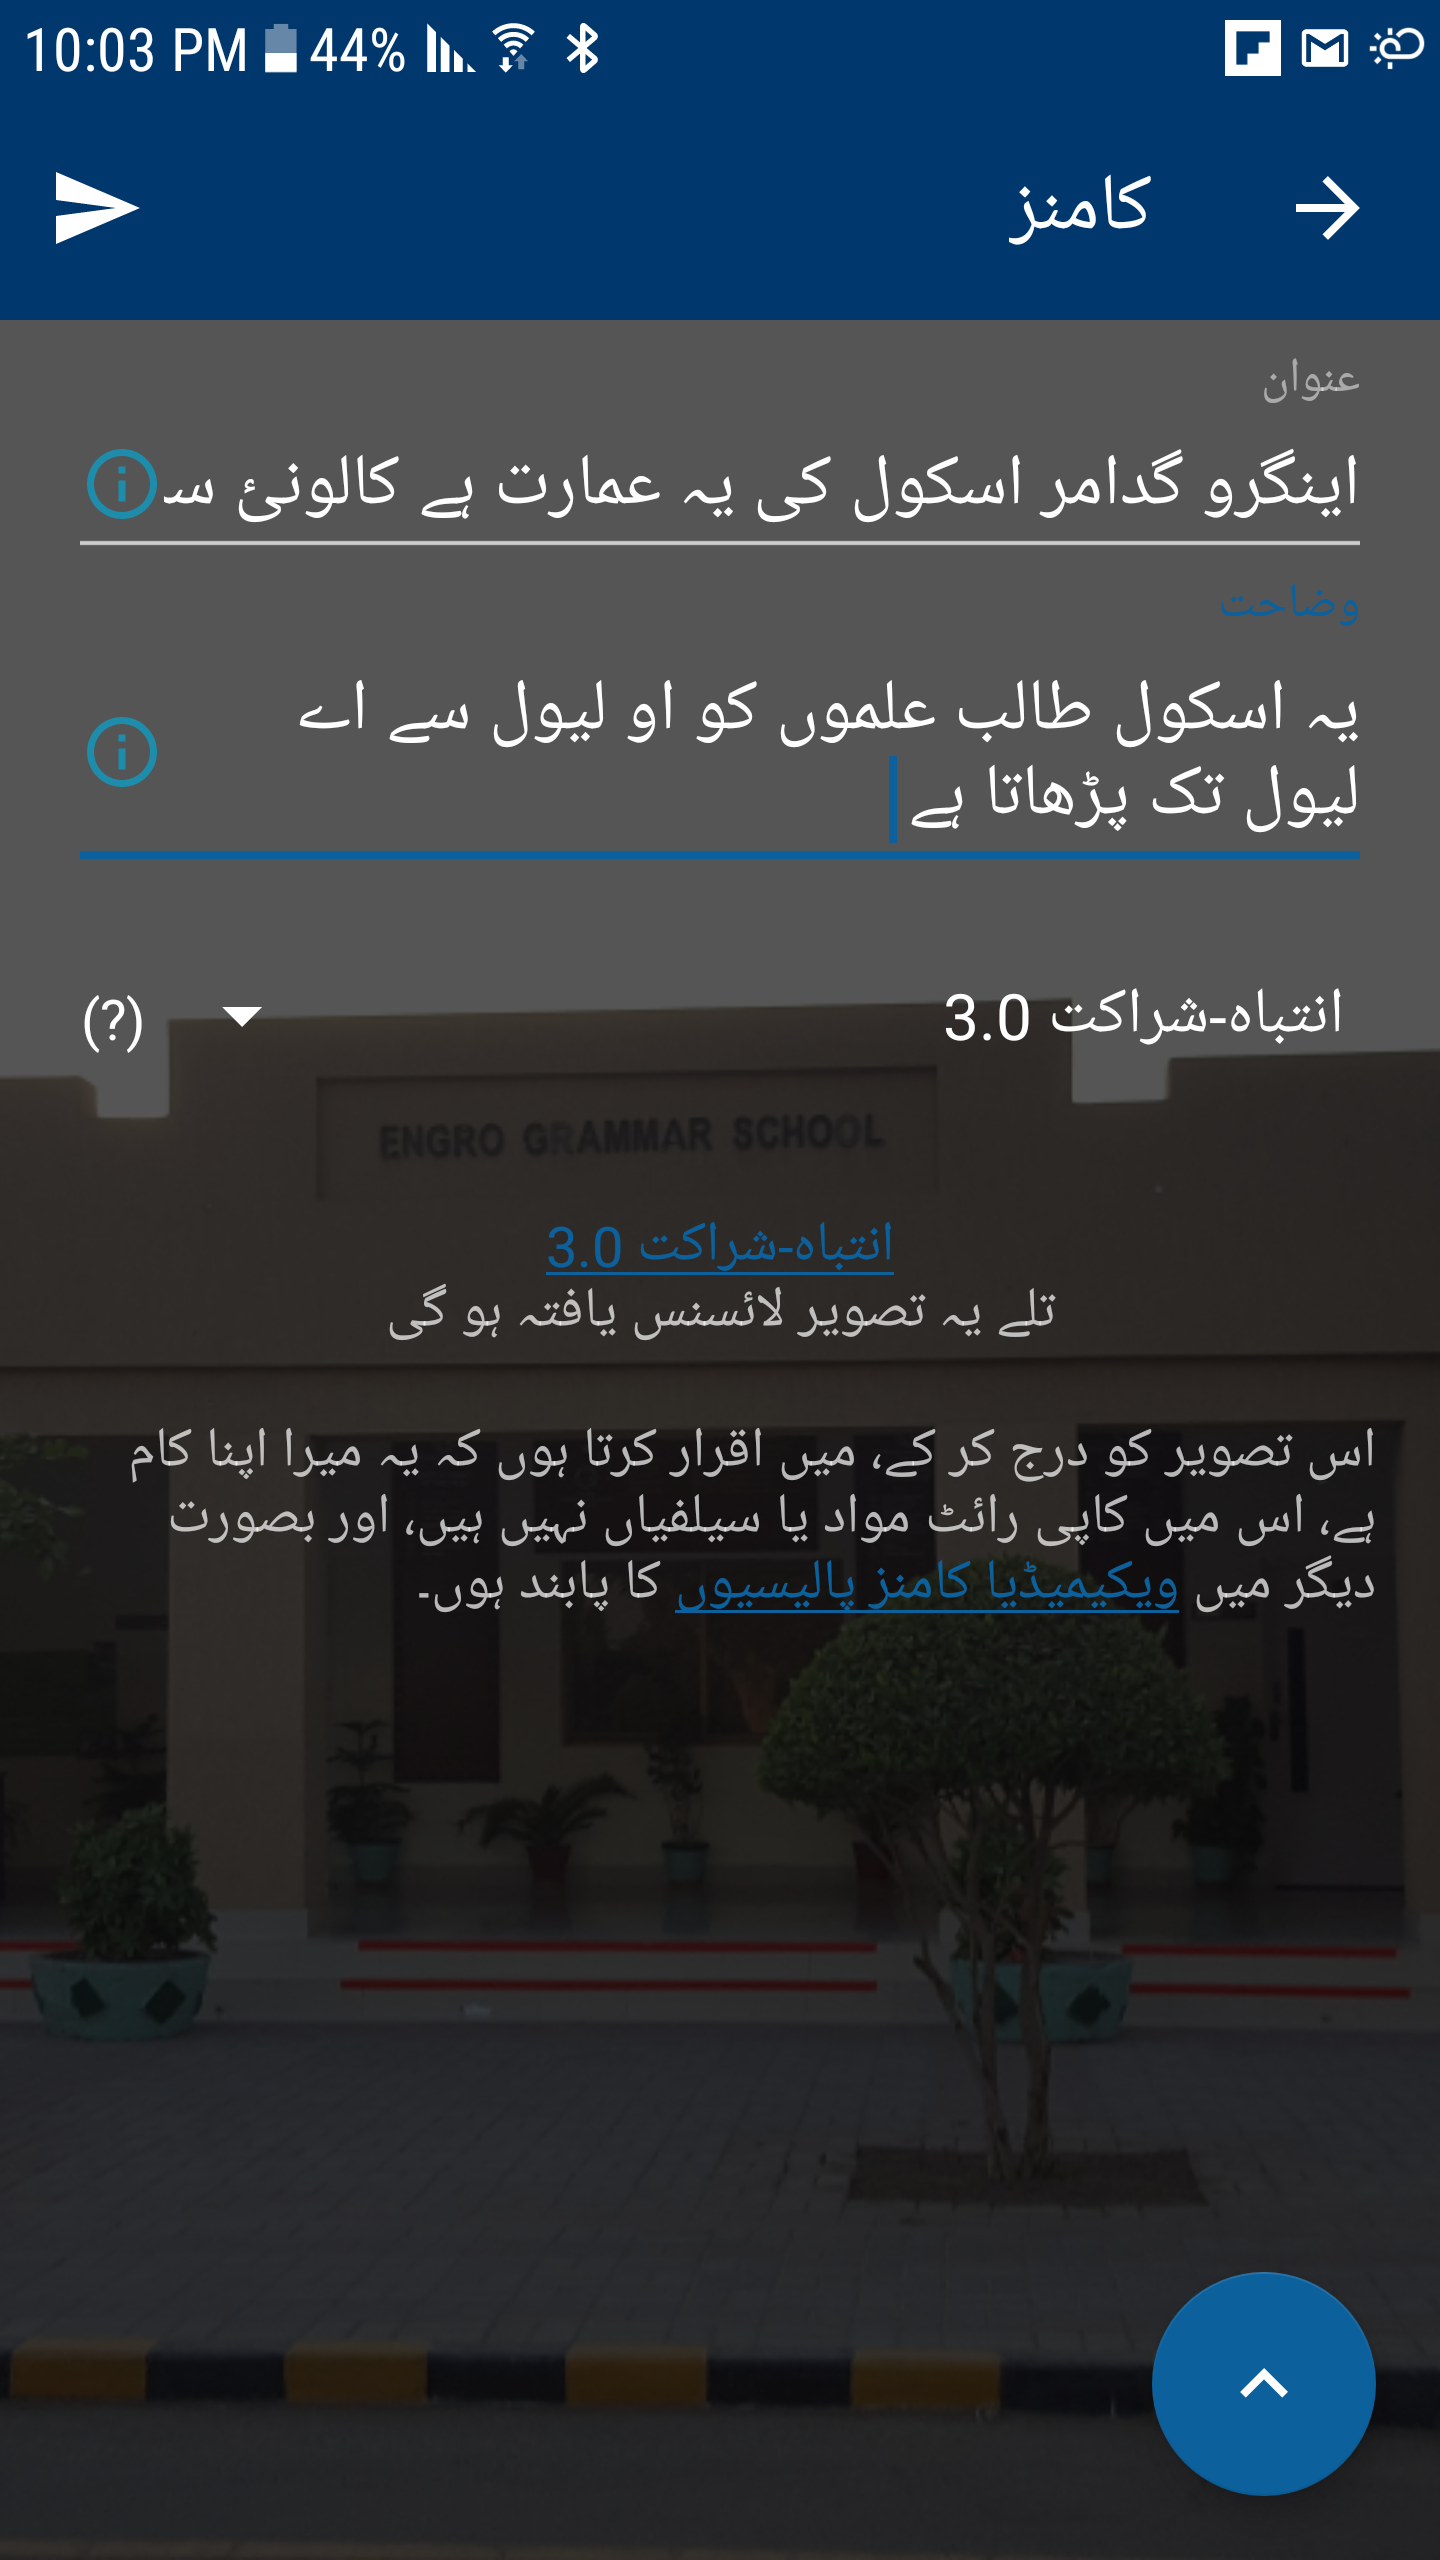 10:03 PM 44%
کامنز
عنوان
اینگرو گدامر اسکول کی یہ عمارت ہے کالونئ سـ
وضاحت
یہ اسکول طالب علموں کو او لیول سے اے
لیول تک پڑھاتا ہے
انتباہ-شراکت 3.0
(?)
ENGRO GRAMMAR SCHOOL
انتباہ-شراکت 3.0
تلے یہ تصویر لائسنس یافتہ ہو گی
اس تصویر کو درج کر کے، میں اقرار کرتا ہوں کہ یہ میرا اپنا کام
ہے، اس میں کاپی رائٹ مواد یا سیلفیاں نہیں ہیں، اور بصورت
دیگر میں ویکیمیڈیا کامنز پالیسیوں کا پابند ہوں۔